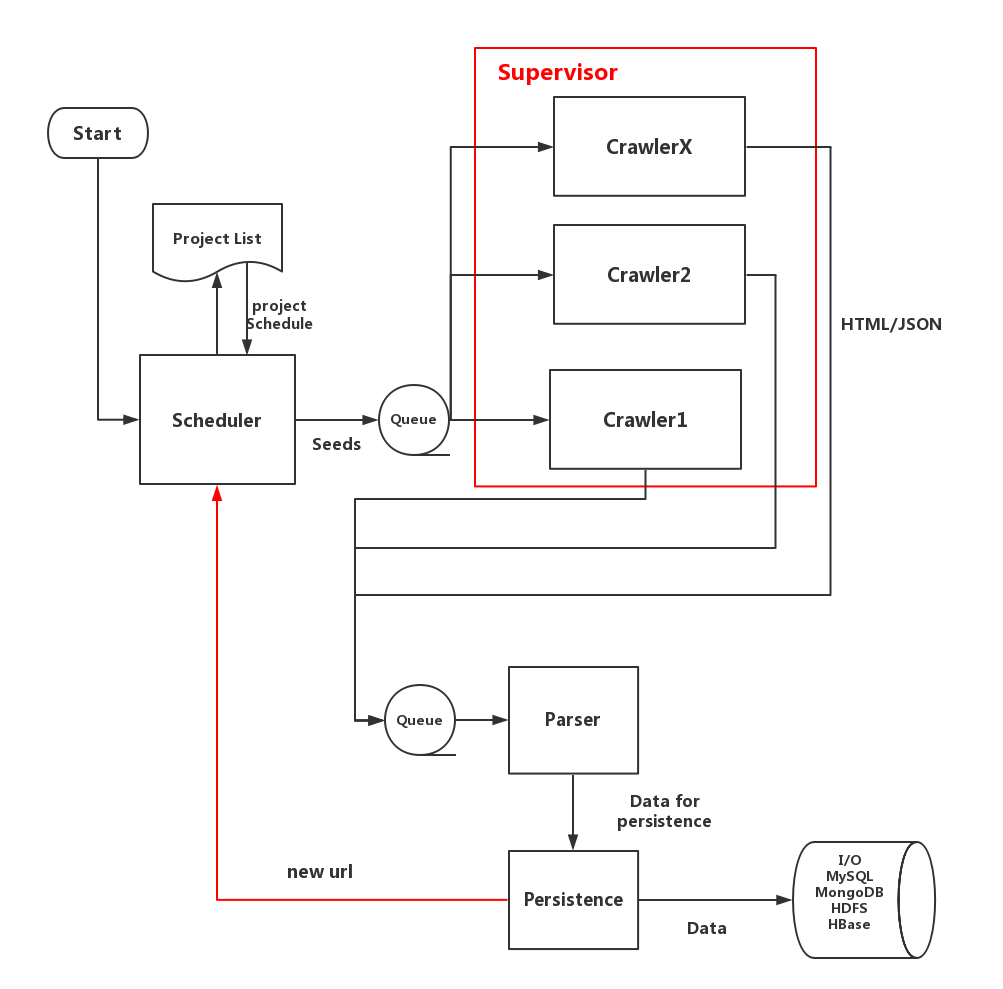 Supervisor
Start
CrawlerX
Project List
Crawler2
project
Schedule
HTML/JSON
Scheduler
Seeds
Queue
Crawler1
Queue
Parser
Data for
persistence
new url
Persistence
Data
I/O
MySQL
MongoDB
HDFS
HBase